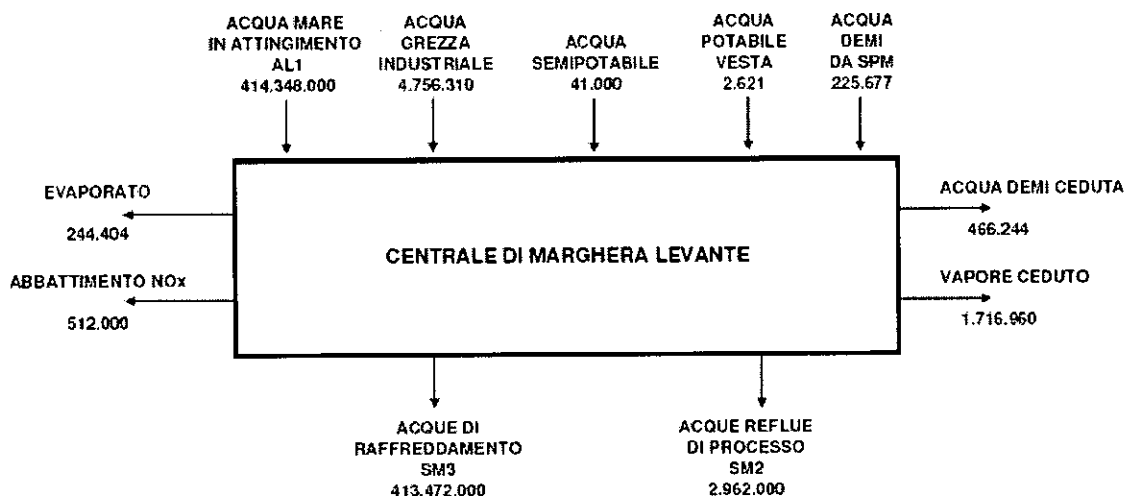 ACQUA MARE
IN ATTINGIMENTO
AL1
414.348.000
ACQUA
GREZZA
INDUSTRIALE
4.756.310
ACQUA
SEMIPOTABILE
41.000
ACQUA
POTABILE
VESTA
2.621
ACQUA
DEMI
DA SPM
225.677
EVAPORATO
244.404
ABBATTIMENTO NOx
512.000
CENTRALE DI MARGHERA LEVANTE
ACQUA DEMI CEDUTA
466.244
VAPORE CEDUTO
1.716.960
ACQUE DI
RAFFREDDAMENTO
SM3
413.472.000
ACQUE REFLUE
DI PROCESSO
SM2
2.962.000